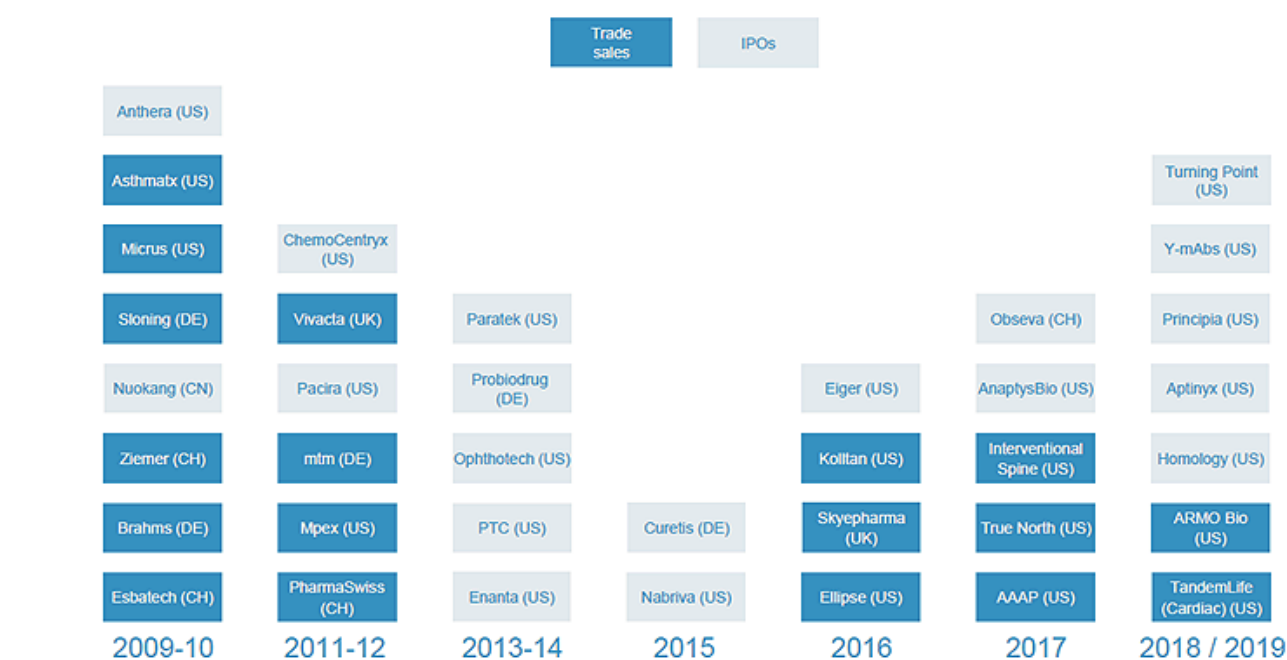 Trade
sales
IPOs
Anthera (US)
Asthmatx (US)
Turning Point
(US)
Micrus (US)
ChemoCentryx
(US)
Y-mAbs (US)
Sloning (DE)
Vivacta (UK)
Paratek (US)
Obseva (CH)
Principia (US)
Nuokang (CN)
Pacira (US)
Probiodrug
(DE)
Eiger (US)
AnaptysBio (US)
Aptinyx (US)
Ziemer (CH)
mtm (DE)
Ophthotech (US)
Kolltan (US)
Interventional
Spine (US)
Homology (US)
Brahms (DE)
Mpex (US)
PTC (US)
Curetis (DE)
Skyepharma
(UK)
True North (US)
ARMO Bio
(US)
Esbatech (CH)
PharmaSwiss
(CH)
Enanta (US)
Nabriva (US)
Ellipse (US)
AAAP (US)
TandemLife
(Cardiac) (US)
2009-10
2011-12
2013-14
2015
2016
2017
2018 / 2019